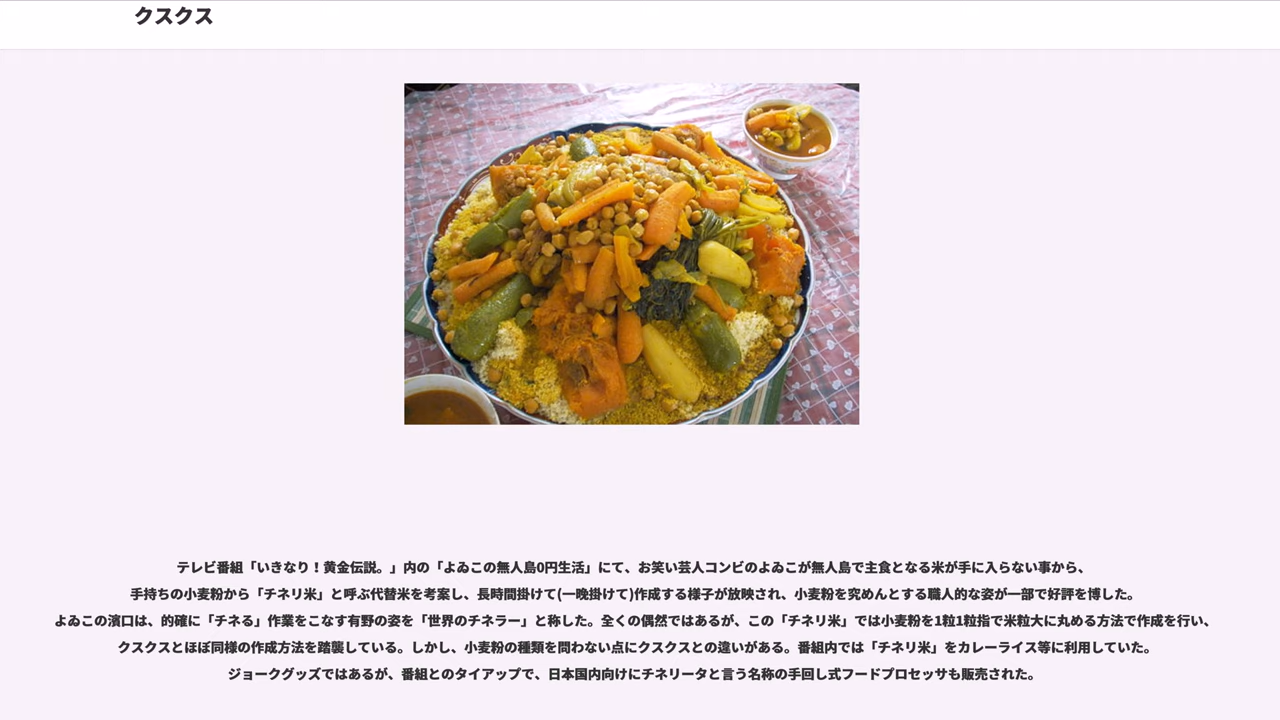 クスクス
テレビ番組「いきなり！黄金伝説。」内の「よゐこの無人島0円生活」にて、お笑い芸人コンビのよゐこが無人島で主食となる米が手に入らない事から、
手持ちの小麦粉から「チネリ米」と呼ぶ代替米を考案し、長時間掛けて(一晩掛けて)作成する様子が放映され、小麦粉を究めんとする職人的な姿が一部で好評を博した。
よゐこの濱口は、的確に「チネる」作業をこなす有野の姿を「世界のチネラー」と称した。全くの偶然ではあるが、この「チネリ米」では小麦粉を1粒1粒指で米粒大に丸める方法で作成を行い、
クスクスとほぼ同様の作成方法を踏襲している。しかし、小麦粉の種類を問わない点にクスクスとの違いがある。番組内では「チネリ米」をカレーライス等に利用していた。
ジョークグッズではあるが、番組とのタイアップで、日本国内向けにチネリータと言う名称の手回し式フードプロセッサも販売された。